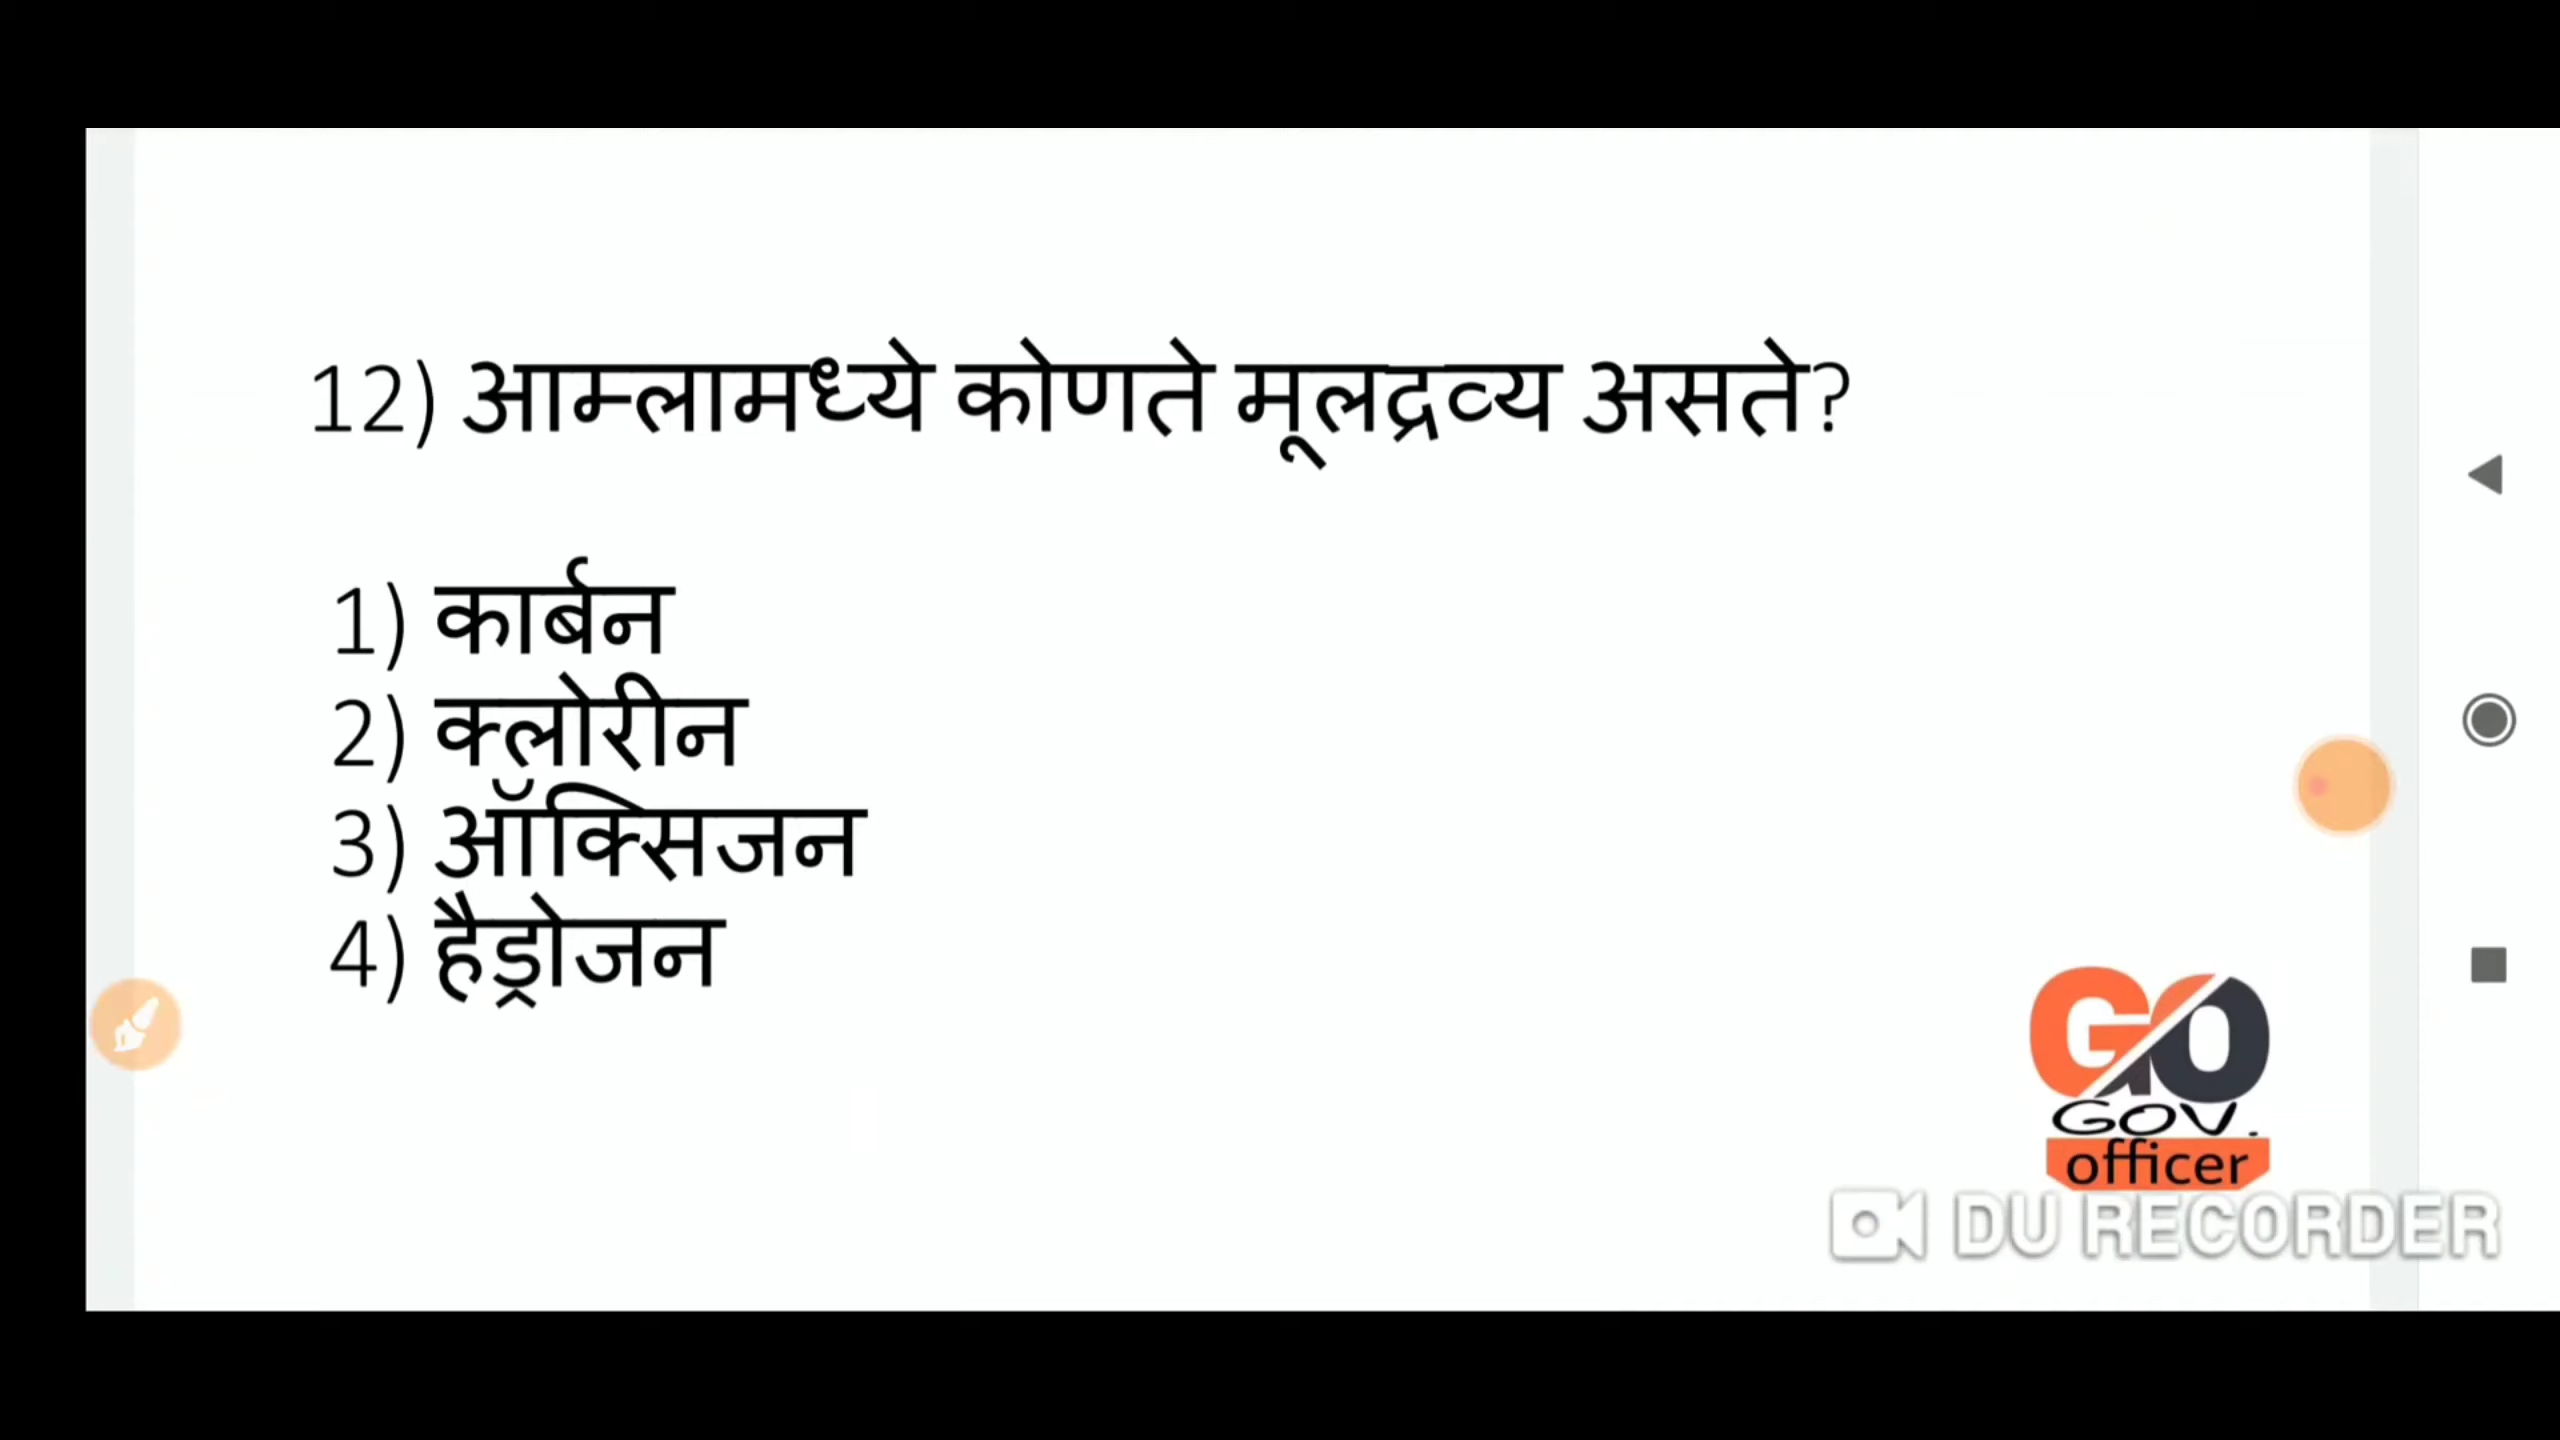 12) आम्लामध्ये कोणते मूलद्रव्य असते?
1) कार्बन
2) क्लोरीन
3) ऑक्सिजन
4) हैड्रोजन
GO
GOV.
officer
DU RECORDER